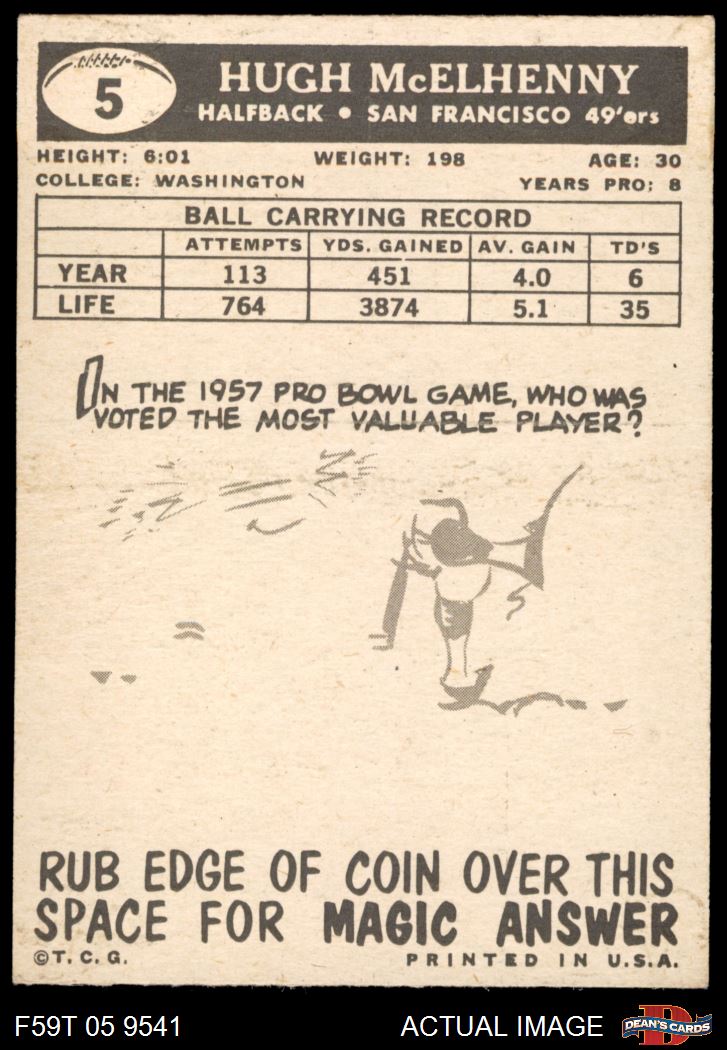 5
HUGH McELHENNY
HALFBACK • SAN FRANCISCO 49'ers
HEIGHT: 6:01 WEIGHT: 198 AGE: 30
COLLEGE: WASHINGTON YEARS PRO: 8
BALL CARRYING RECORD
ATTEMPTS YDS. GAINED AV. GAIN TD'S
YEAR 113 451 4.0 6
LIFE 764 3874 5.1 35
IN THE 1957 PRO BOWL GAME, WHO WAS
VOTED THE MOST VALUABLE PLAYER?
RUB EDGE OF COIN OVER THIS
SPACE FOR MAGIC ANSWER
©T. C. G. PRINTED IN U.S.A.
F59T 05 9541 ACTUAL IMAGE D DEAN'S CARDS